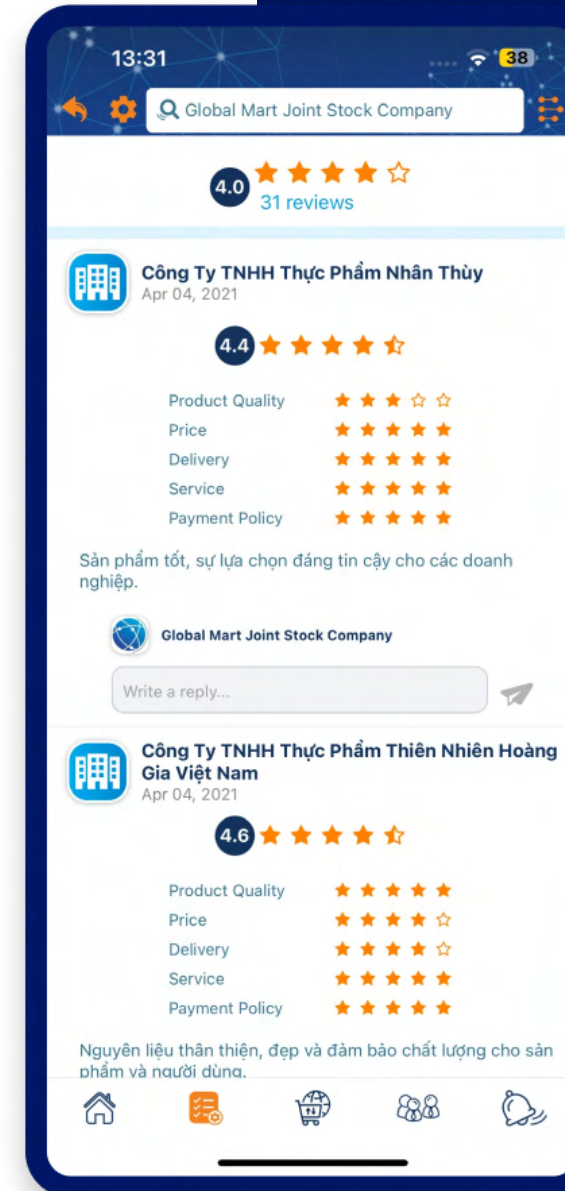 13:31
38
Global Mart Joint Stock Company
4.0
31 reviews
Công Ty TNHH Thực Phẩm Nhân Thùy
Apr 04, 2021
4.4
Product Quality
Price
Delivery
Service
Payment Policy
Sản phẩm tốt, sự lựa chọn đáng tin cậy cho các doanh
nghiệp.
Global Mart Joint Stock Company
Write a reply...
Công Ty TNHH Thực Phẩm Thiên Nhiên Hoàng
Gia Việt Nam
Apr 04, 2021
4.6
Product Quality
Price
Delivery
Service
Payment Policy
Nguyên liệu thân thiện, đẹp và đảm bảo chất lượng cho sản
phẩm và người dùng.